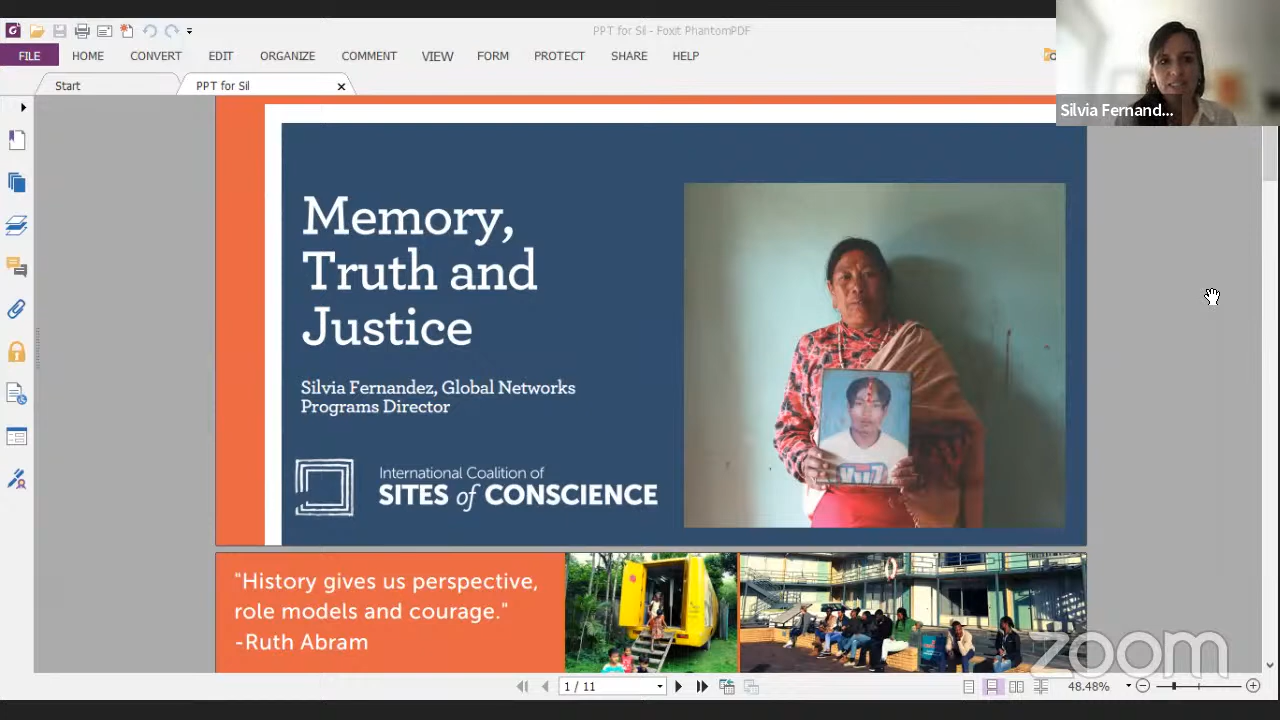 PPT for Sil - Foxit PhantomPDF
FILE HOME CONVERT EDIT ORGANIZE COMMENT VIEW FORM PROTECT SHARE HELP
Start PPT for Sil
Silvia Fernand...
Memory,
Truth and
Justice
Silvia Fernandez, Global Networks
Programs Director
International Coalition of
SITES of CONSCIENCE
"History gives us perspective,
role models and courage."
-Ruth Abram
zoom
1 / 11
48.48%